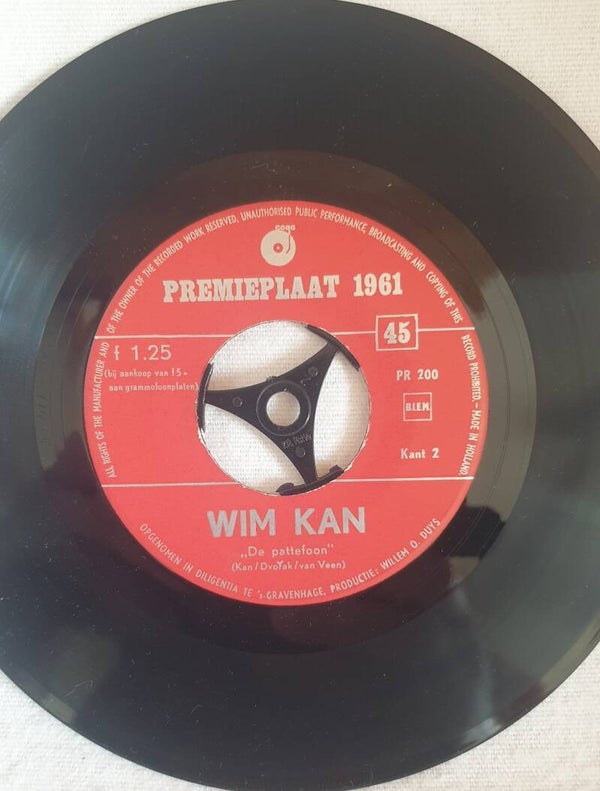 ALL RIGHTS OF THE MANUFACTURER AND OF THE OWNER OF THE RECORDED WORK RESERVED. UNAUTHORISED PUBLIC PERFORMANCE, BROADCASTING AND COPYING OF THIS RECORD PROHIBITED - MADE IN HOLLAND
PREMIEPLAAT 1961
45
f 1.25
(bij aankoop van 15.-
aan grammofoonplaten)
PR 200
B.I.E.M.
Kant 2
WIM KAN
„De pattefoon”
(Kan/Dvořak/van Veen)
OPGENOMEN IN DILIGENTIA TE 's-GRAVENHAGE. PRODUCTIE: WILLEM O. DUYS